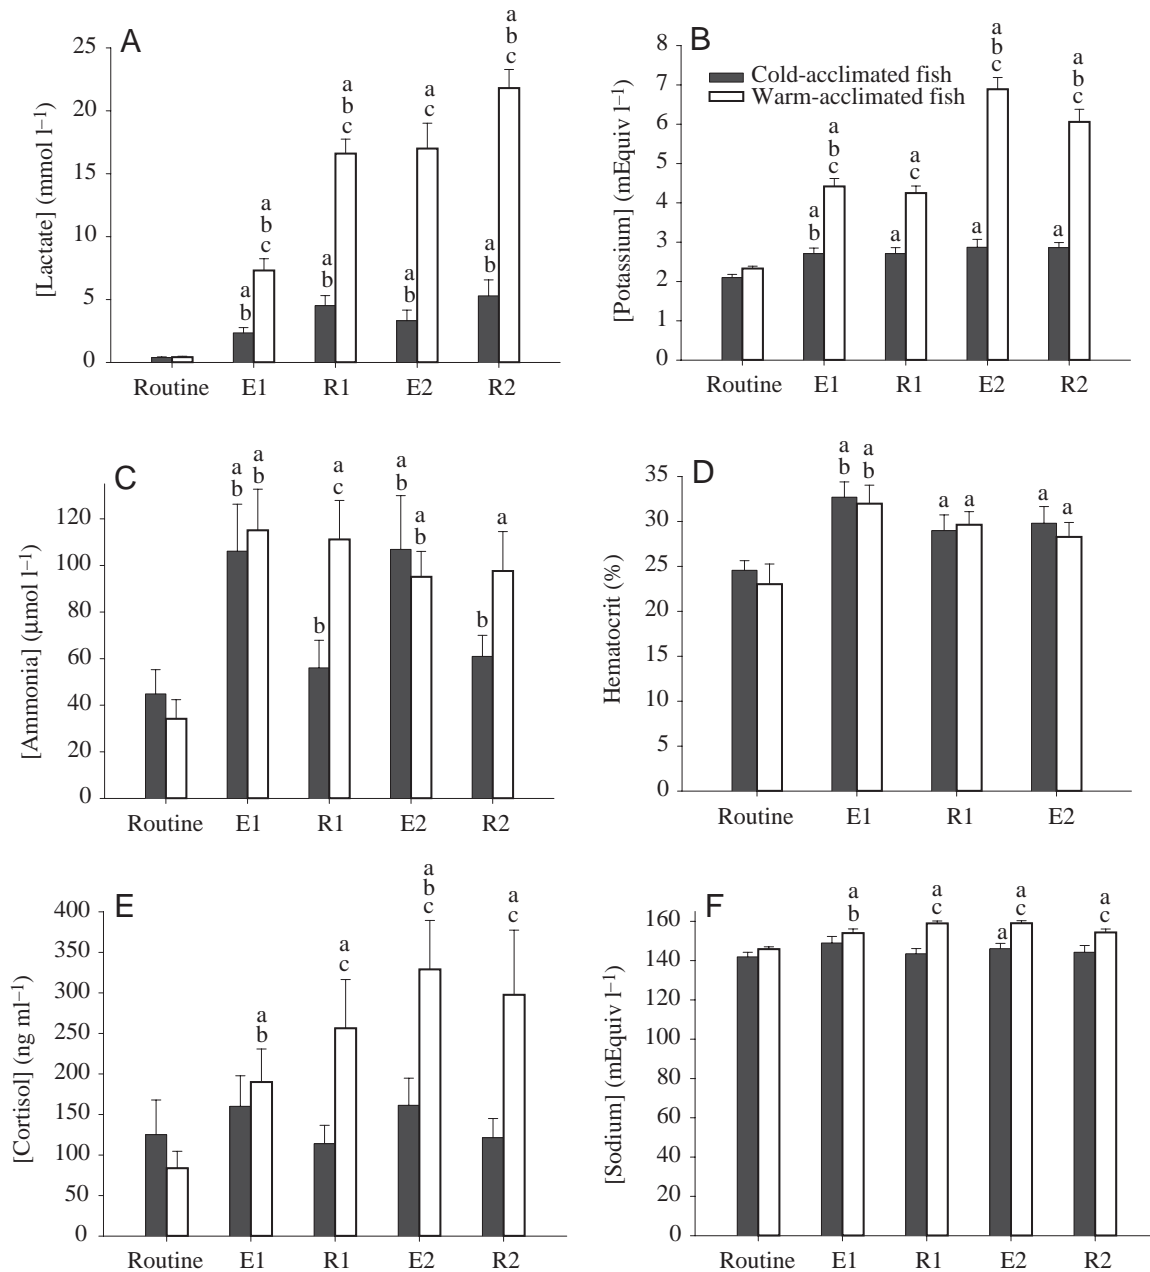 A
[Lactate] (mmol l⁻¹)
25
20
15
10
5
0
a
b
a
b
c
a
b
a
b
c
a
b
a
c
a
b
a
b
c
Routine E1 R1 E2 R2
B
Cold-acclimated fish
Warm-acclimated fish
[Potassium] (mEquiv l⁻¹)
8
7
6
5
4
3
2
1
0
a
b
a
b
c
a
a
c
a
a
b
c
a
a
b
c
Routine E1 R1 E2 R2
C
[Ammonia] (μmol l⁻¹)
120
100
80
60
40
20
0
a
b
a
b
b
a
c
a
b
a
b
b
a
Routine E1 R1 E2 R2
D
Hematocrit (%)
35
30
25
20
15
10
5
0
a
b
a
b
a
a
a
a
Routine E1 R1 E2
E
[Cortisol] (ng ml⁻¹)
400
350
300
250
200
150
100
50
0
a
b
a
c
a
b
c
a
c
Routine E1 R1 E2 R2
F
[Sodium] (mEquiv l⁻¹)
160
140
120
100
80
60
40
20
0
a
b
a
c
a
a
c
a
c
Routine E1 R1 E2 R2